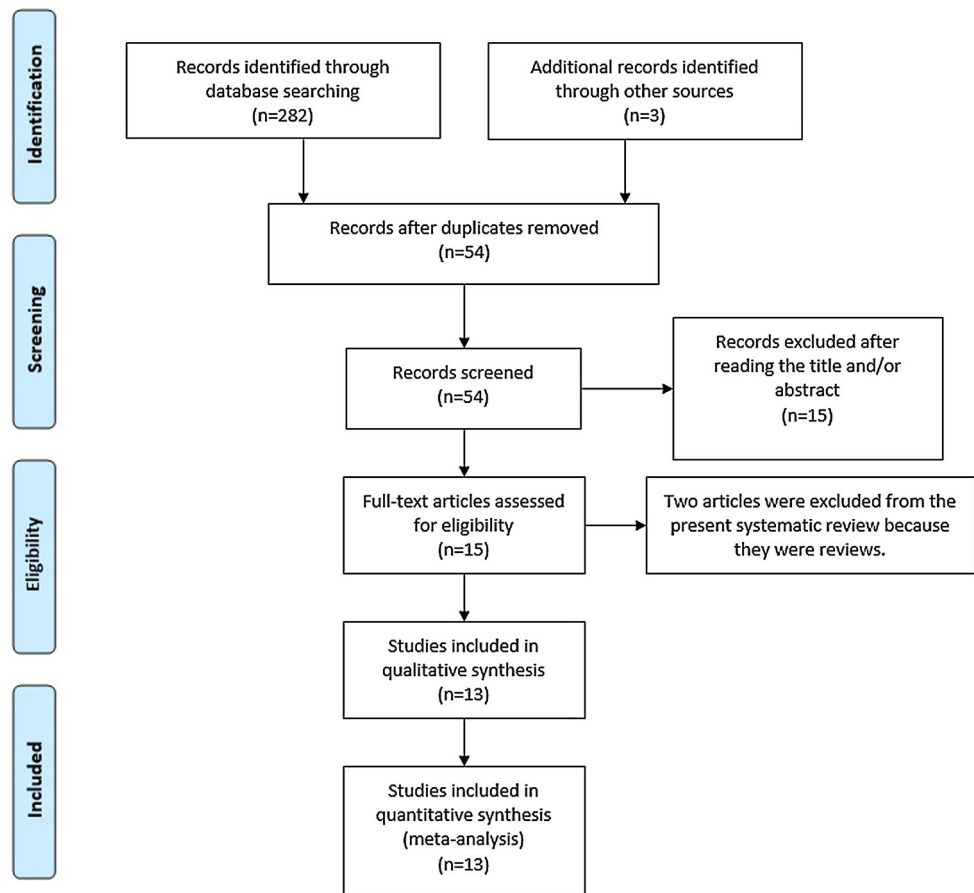 Identification
Records identified through
database searching
(n=282)
Additional records identified
through other sources
(n=3)
Records after duplicates removed
(n=54)
Screening
Records screened
(n=54)
Records excluded after
reading the title and/or
abstract
(n=15)
Eligibility
Full-text articles assessed
for eligibility
(n=15)
Two articles were excluded from the
present systematic review because
they were reviews.
Studies included in
qualitative synthesis
(n=13)
Included
Studies included in
quantitative synthesis
(meta-analysis)
(n=13)